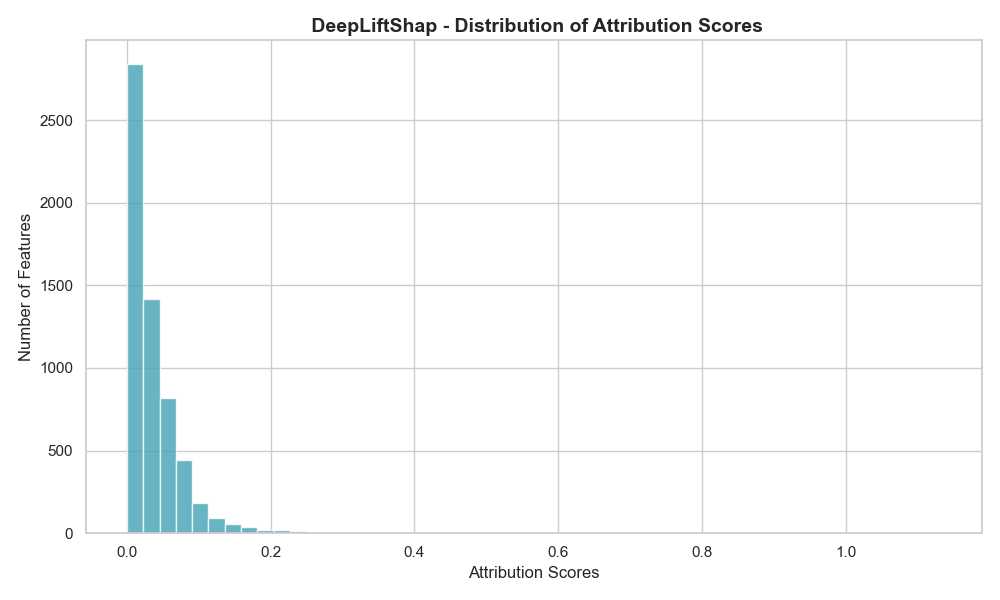 DeepLiftShap - Distribution of Attribution Scores
Number of Features
2500
2000
1500
1000
500
0
0.0 0.2 0.4 0.6 0.8 1.0
Attribution Scores